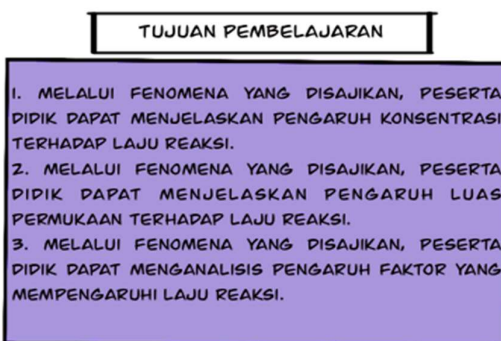 TUJUAN PEMBELAJARAN
1. MELALUI FENOMENA YANG DISAJIKAN, PESERTA
DIDIK DAPAT MENJELASKAN PENGARUH KONSENTRASI
TERHADAP LAJU REAKSI.
2. MELALUI FENOMENA YANG DISAJIKAN, PESERTA
DIDIK DAPAT MENJELASKAN PENGARUH LUAS
PERMUKAAN TERHADAP LAJU REAKSI.
3. MELALUI FENOMENA YANG DISAJIKAN, PESERTA
DIDIK DAPAT MENGANALISIS PENGARUH FAKTOR YANG
MEMPENGARUHI LAJU REAKSI.